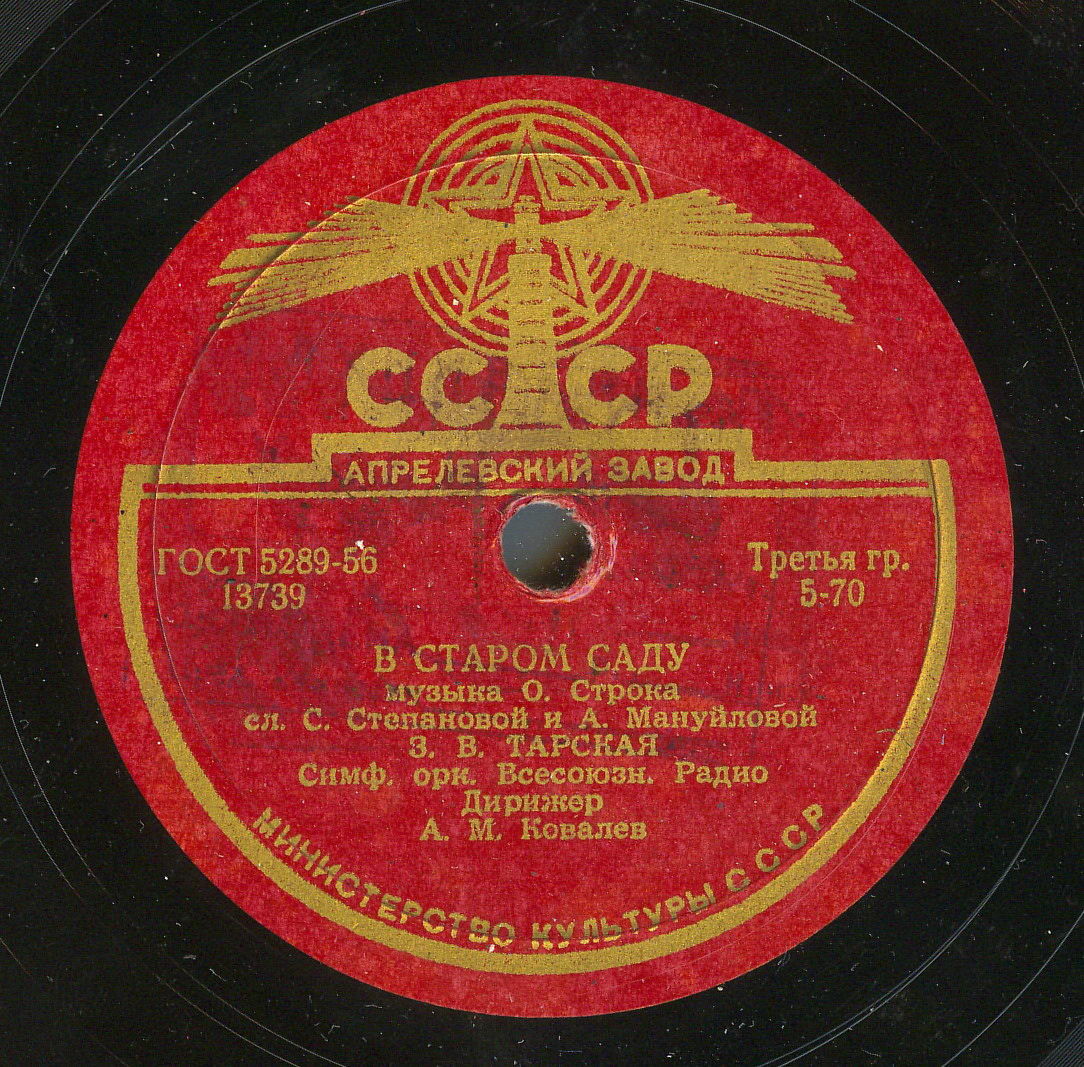 СССР
АПРЕЛЕВСКИЙ ЗАВОД
ГОСТ 5289-56
13739
Третья гр.
5-70
В СТАРОМ САДУ
музыка О. Строка
сл. С. Степановой и А. Мануйловой
З. В. ТАРСКАЯ
Симф. орк. Всесоюзн. Радио
Дирижер
А. М. Ковалев
МИНИСТЕРСТВО КУЛЬТУРЫ СССР